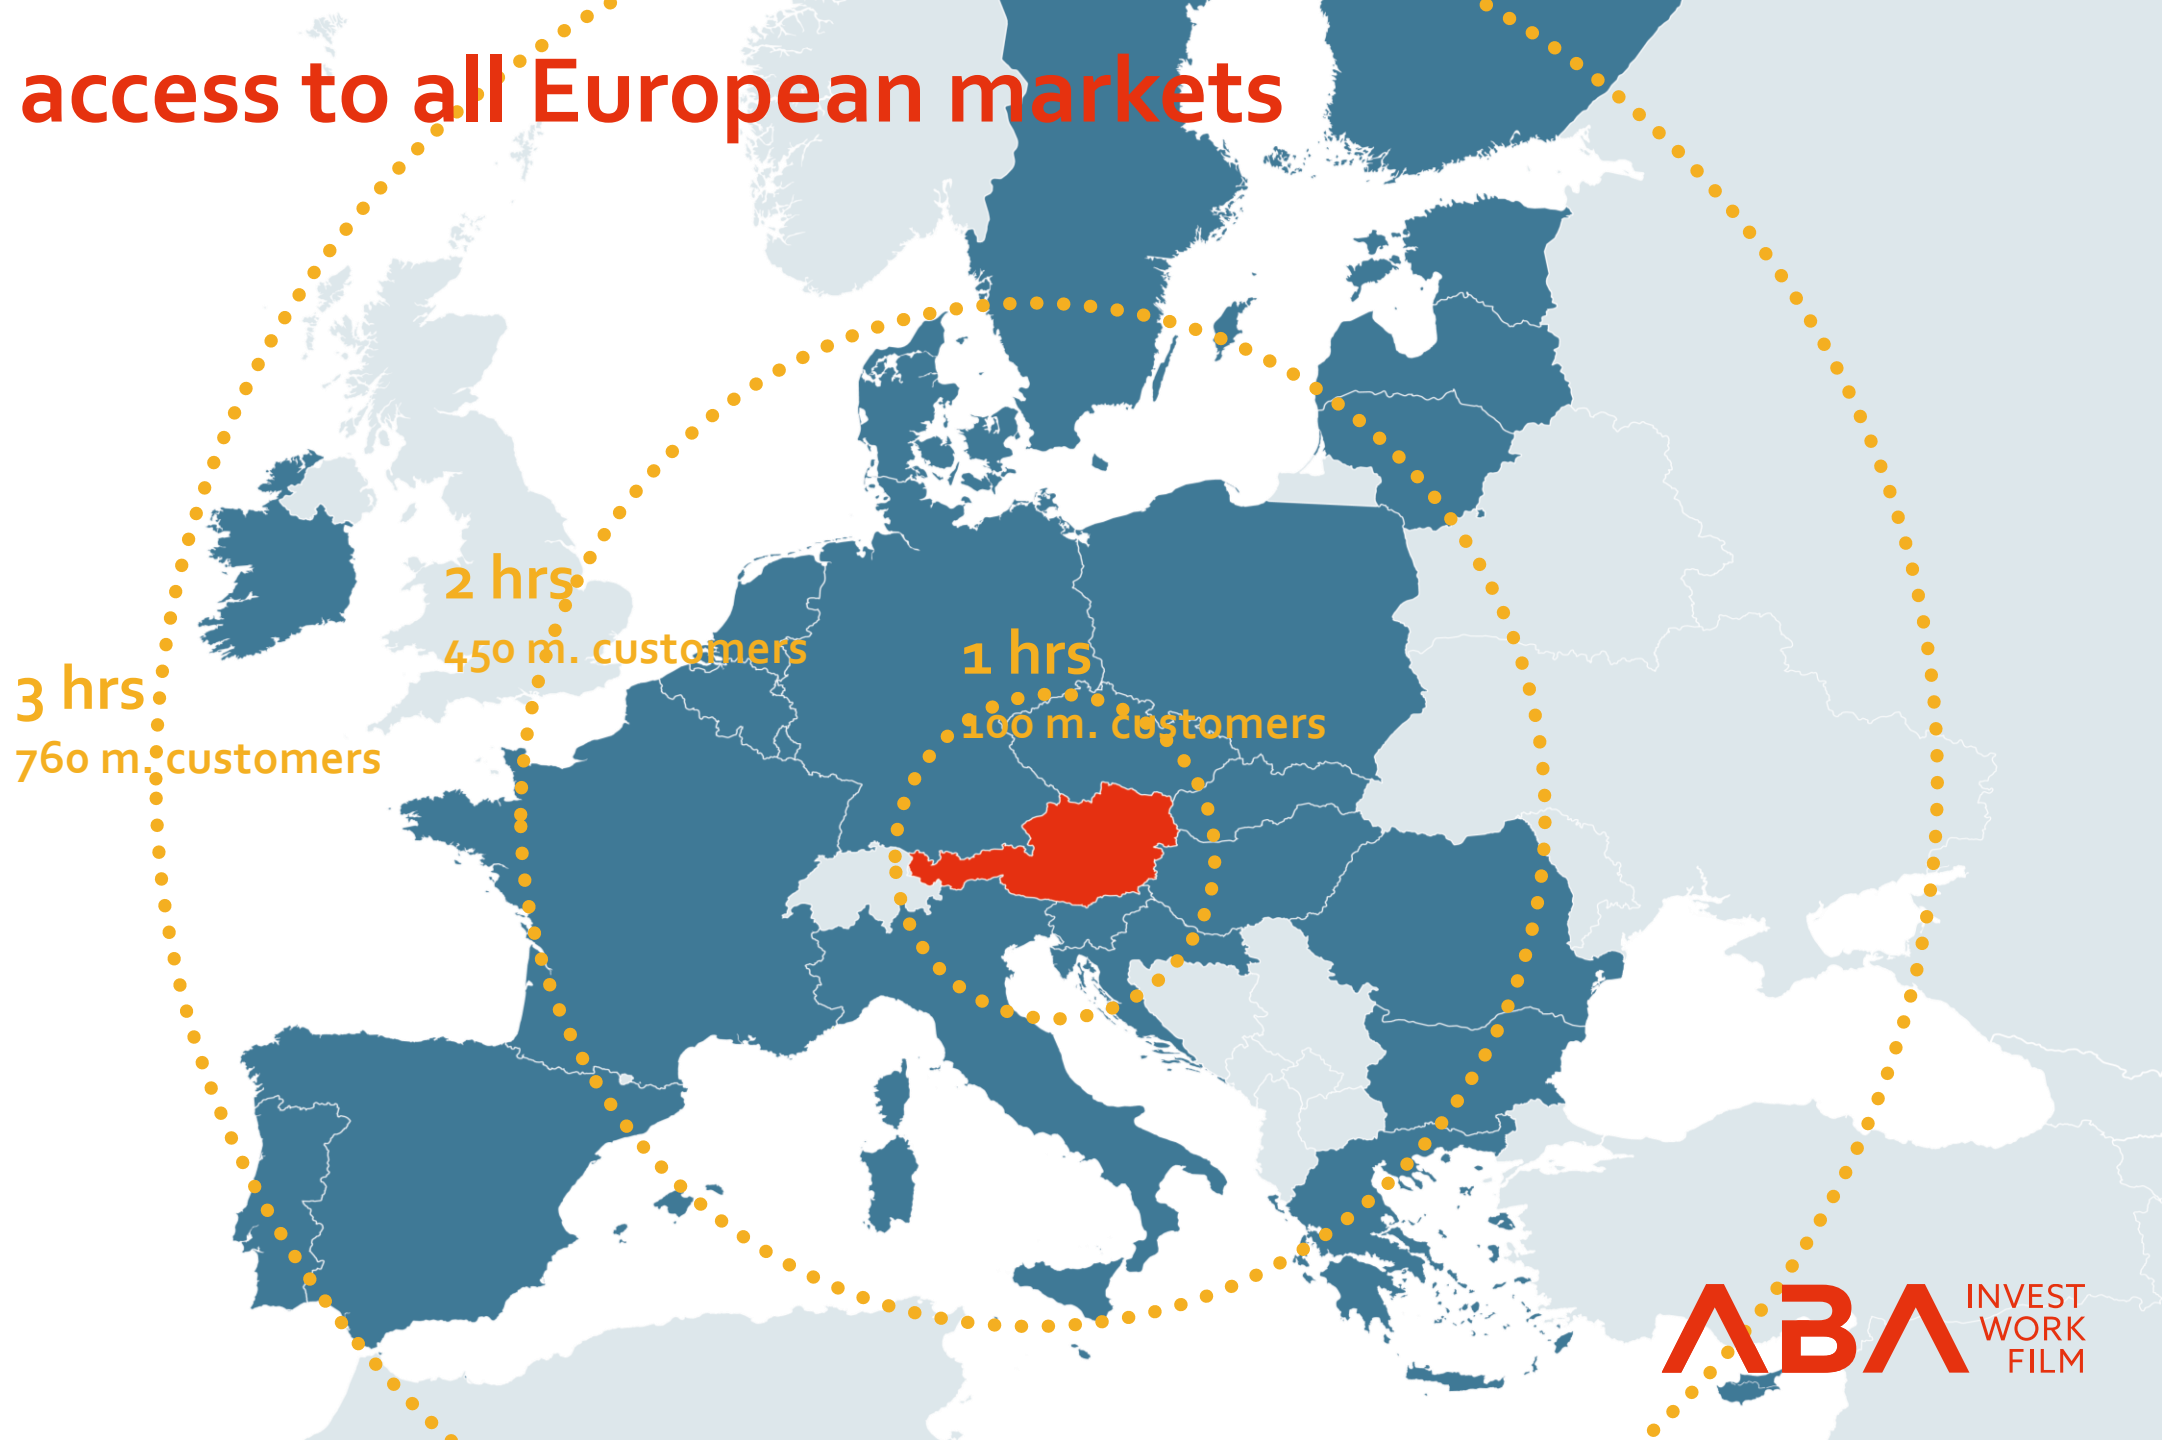 access to all European markets
2 hrs
450 m. customers
1 hrs
100 m. customers
3 hrs
760 m. customers
ABA
INVEST
WORK
FILM